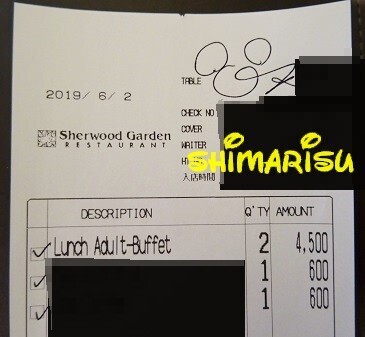 2019/ 6/ 2
TABLE
CHECK NO
COVER
WAITER
SHIMARISU
入店時間
Sherwood Garden
RESTAURANT
DESCRIPTION Q'TY AMOUNT
Lunch Adult-Buffet 2 4,500
1 600
1 600